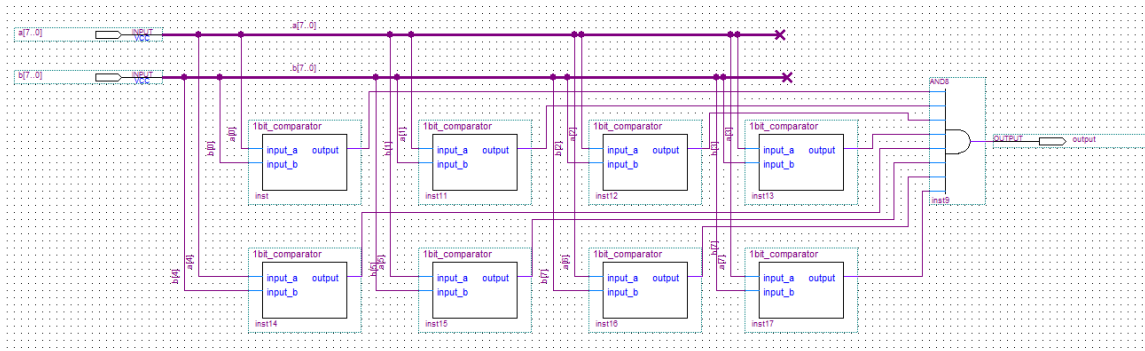 a[7..0] INPUT VCC a[7..0]
b[7..0] INPUT VCC b[7..0]
AND8
a[0] b[0] a[1] b[1] a[2] b[2] a[3] b[3]
1bit_comparator 1bit_comparator 1bit_comparator 1bit_comparator
input_a output input_a output input_a output input_a output
input_b input_b input_b input_b
inst inst11 inst12 inst13
OUTPUT output
inst9
b[4] a[4] b[5] a[5] b[7] a[6] b[7] a[7]
1bit_comparator 1bit_comparator 1bit_comparator 1bit_comparator
input_a output input_a output input_a output input_a output
input_b input_b input_b input_b
inst14 inst15 inst16 inst17